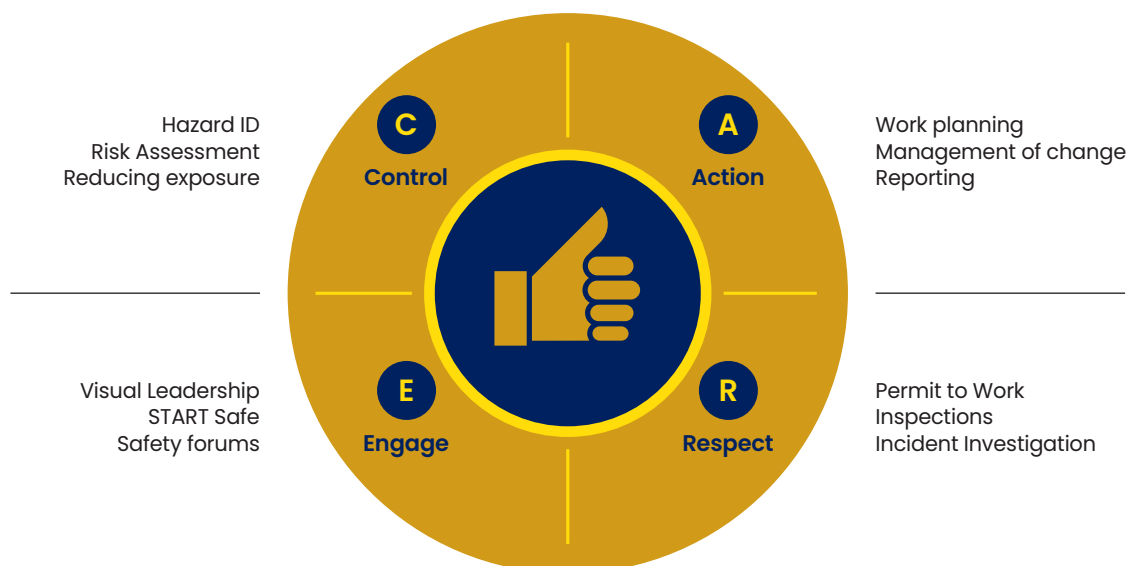 Hazard ID
Risk Assessment
Reducing exposure
C
Control
A
Action
Work planning
Management of change
Reporting
Visual Leadership
START Safe
Safety forums
E
Engage
R
Respect
Permit to Work
Inspections
Incident Investigation